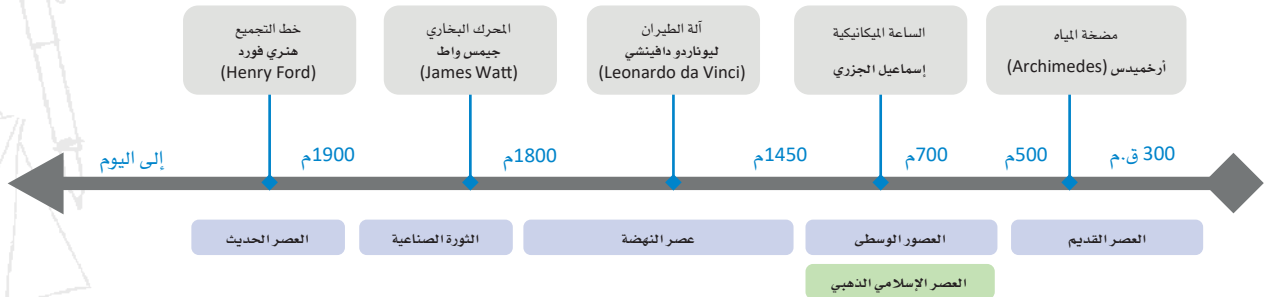 مضخة المياه
أرخميدس (Archimedes)
الساعة الميكانيكية
إسماعيل الجزري
آلة الطيران
ليوناردو دافينشي
(Leonardo da Vinci)
المحرك البخاري
جيمس واط
(James Watt)
خط التجميع
هنري فورد
(Henry Ford)
300 ق.م
500م
700م
1450م
1800م
1900م
إلى اليوم
العصر القديم
العصور الوسطى
عصر النهضة
الثورة الصناعية
العصر الحديث
العصر الإسلامي الذهبي